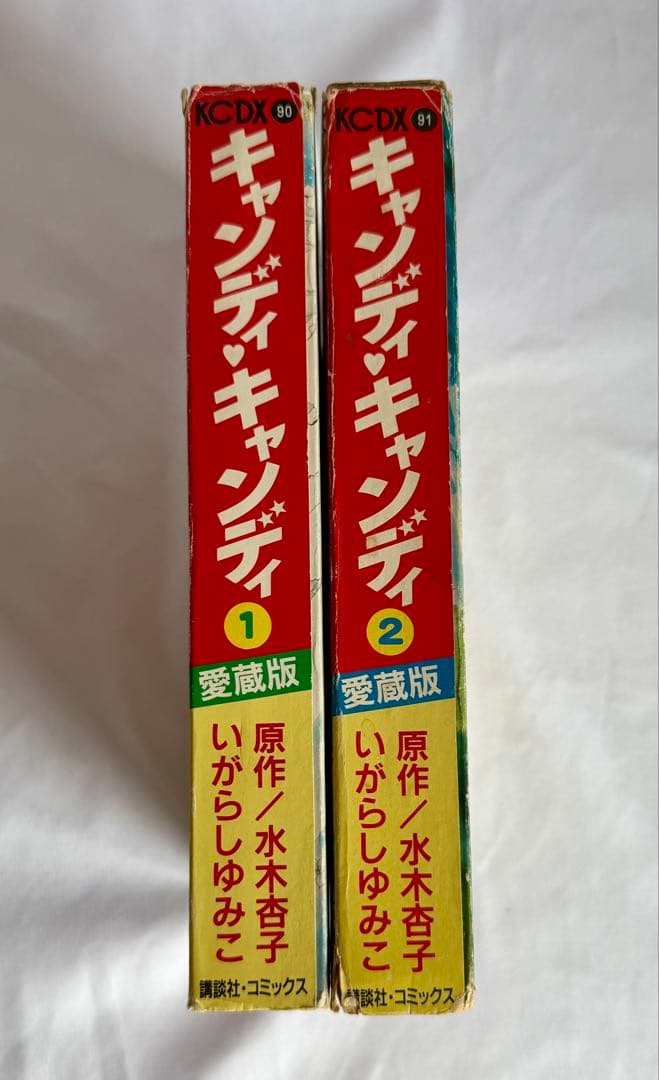 KCDX 90
キャンディ♥キャンディ
1
愛蔵版
原作/水木杏子
いがらしゆみこ
講談社・コミックス
KCDX 91
キャンディ♥キャンディ
2
愛蔵版
原作/水木杏子
いがらしゆみこ
講談社・コミックス